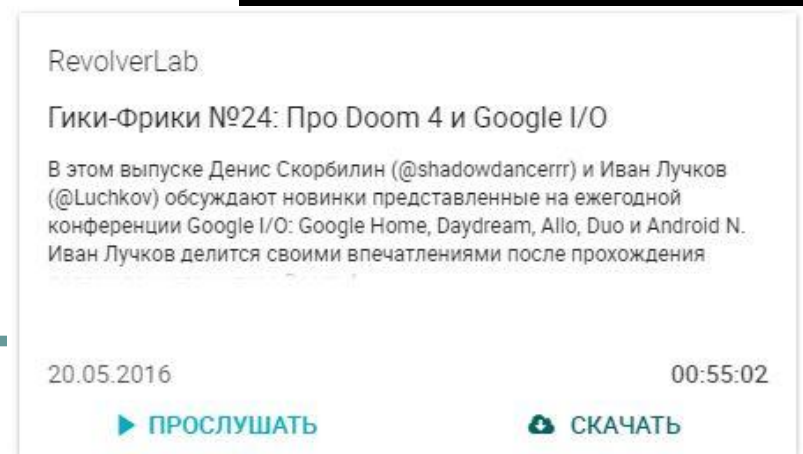 RevolverLab
Гики-Фрики №24: Про Doom 4 и Google I/O
В этом выпуске Денис Скорбилин (@shadowdancerrr) и Иван Лучков
(@Luchkov) обсуждают новинки представленные на ежегодной
конференции Google I/O: Google Home, Daydream, Allo, Duo и Android N.
Иван Лучков делится своими впечатлениями после прохождения
20.05.2016
00:55:02
ПРОСЛУШАТЬ
СКАЧАТЬ